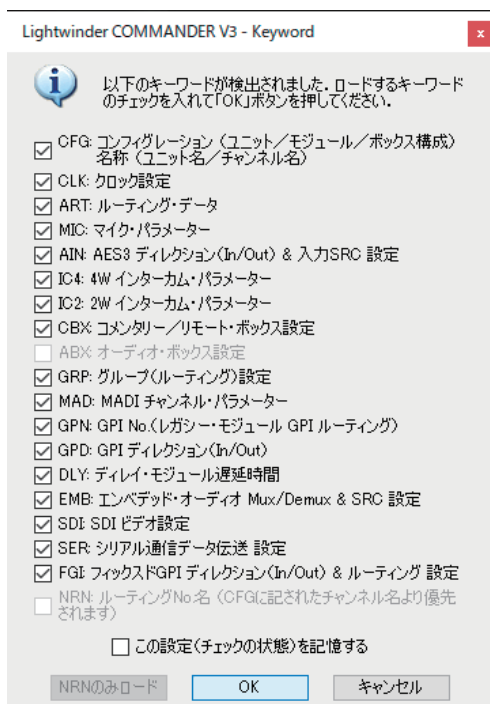 Lightwinder COMMANDER V3 - Keyword
x
以下のキーワードが検出されました. ロードするキーワード
のチェックを入れて「OK」ボタンを押してください.
CFG: コンフィグレーション (ユニット/モジュール/ボックス構成)
名称 (ユニット名/チャンネル名)
CLK: クロック設定
ART: ルーティング・データ
MIC: マイク・パラメーター
AIN: AES3 ディレクション(In/Out) & 入力SRC 設定
IC4: 4W インターカム・パラメーター
IC2: 2W インターカム・パラメーター
CBX: コメンタリー/リモート・ボックス設定
ABX: オーディオ・ボックス設定
GRP: グループ(ルーティング)設定
MAD: MADI チャンネル・パラメーター
GPN: GPI No.(レガシー・モジュール GPI ルーティング)
GPD: GPI ディレクション(In/Out)
DLY: ディレイ・モジュール遅延時間
EMB: エンベデッド・オーディオ Mux/Demux & SRC 設定
SDI: SDI ビデオ設定
SER: シリアル通信データ伝送 設定
FGI: フィックスドGPI ディレクション(In/Out) & ルーティング 設定
NRN: ルーティングNo.名 (CFGに記されたチャンネル名より優先
されます)
この設定(チェックの状態)を記憶する
NRNのみロード OK キャンセル